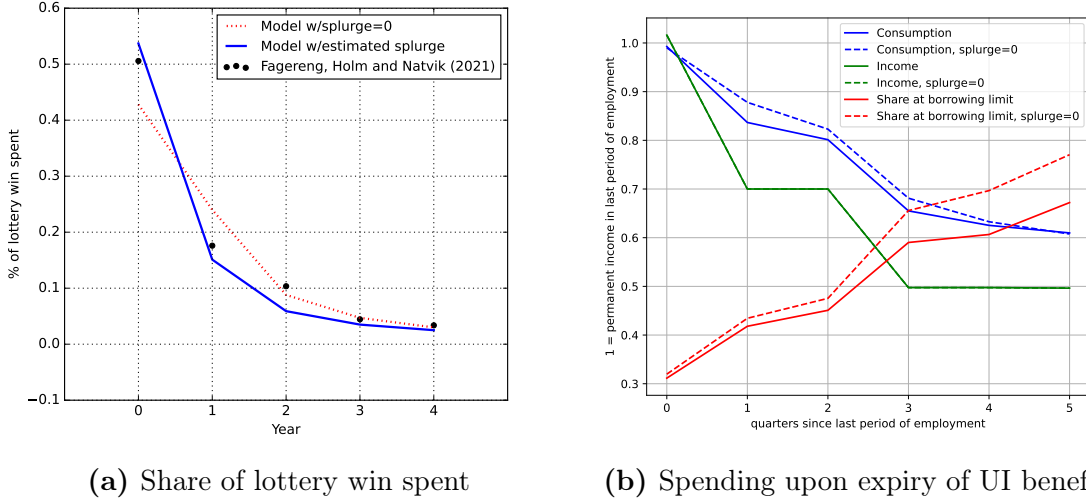 0.6
0.5
0.4
0.3
0.2
0.1
0.0
−0.1
% of lottery win spent
Model w/splurge=0
Model w/estimated splurge
Fagereng, Holm and Natvik (2021)
0 1 2 3 4
Year
(a) Share of lottery win spent
1.0
0.9
0.8
0.7
0.6
0.5
0.4
0.3
1 = permanent income in last period of employment
Consumption
Consumption, splurge=0
Income
Income, splurge=0
Share at borrowing limit
Share at borrowing limit, splurge=0
0 1 2 3 4 5
quarters since last period of employment
(b) Spending upon expiry of UI benef